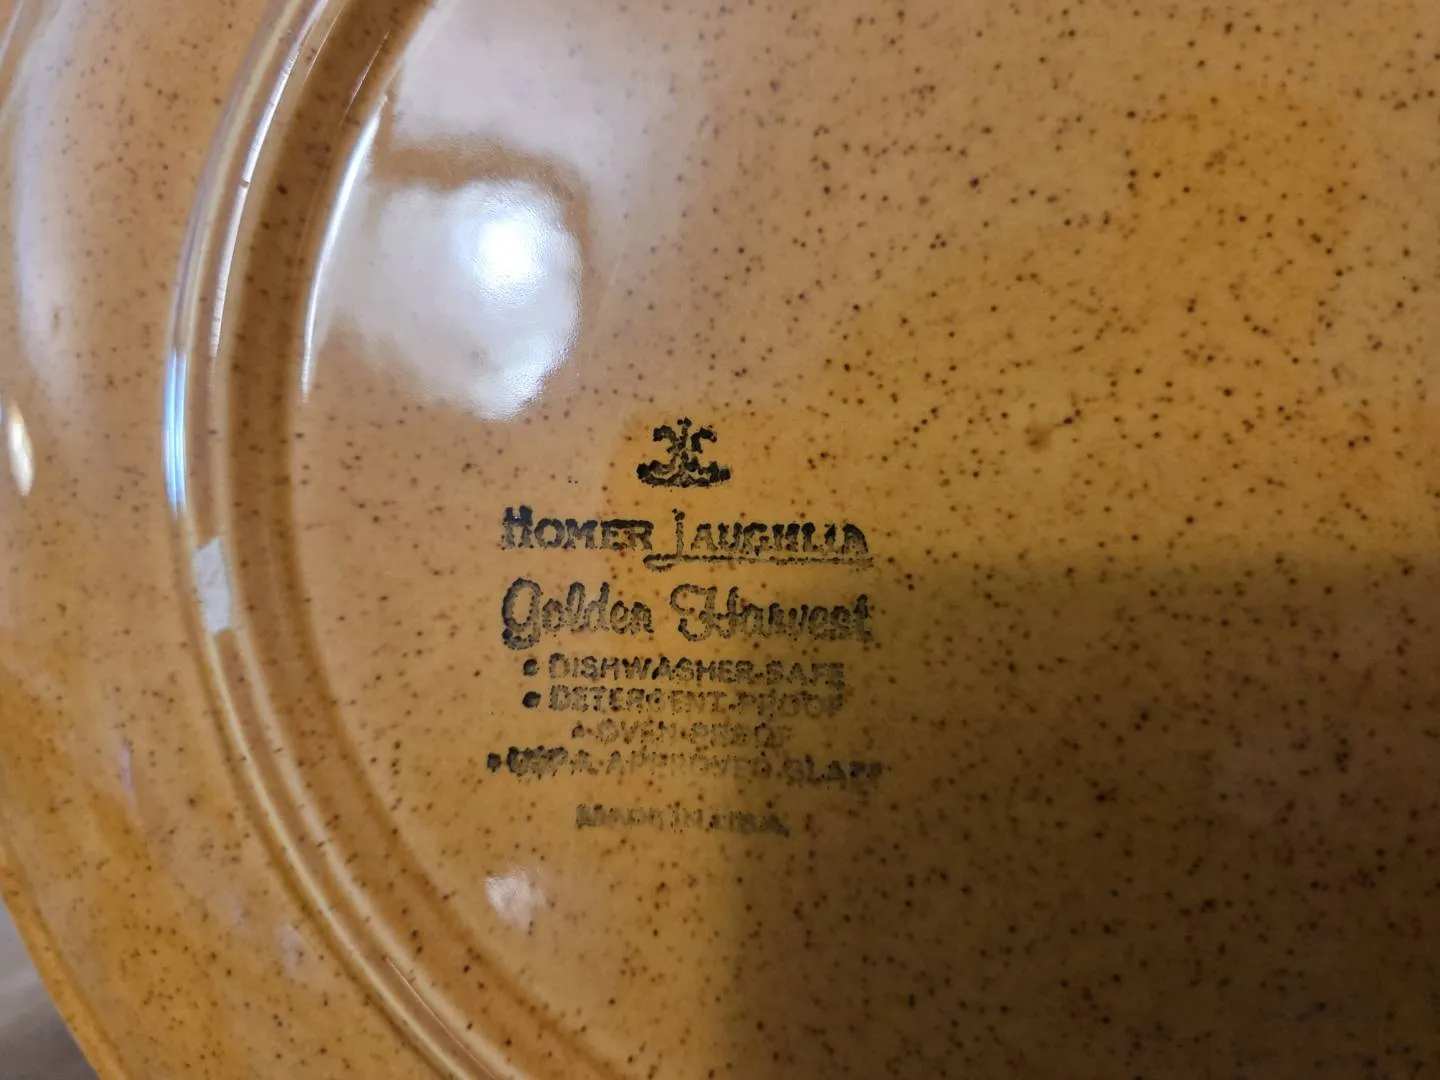 HOMER LAUGHLIN
Golden Harvest
• DISHWASHER-SAFE
• DETERGENT-PROOF
• OVEN-PROOF
• U.S.P.A. APPROVED GLAZE
MADE IN U.S.A.